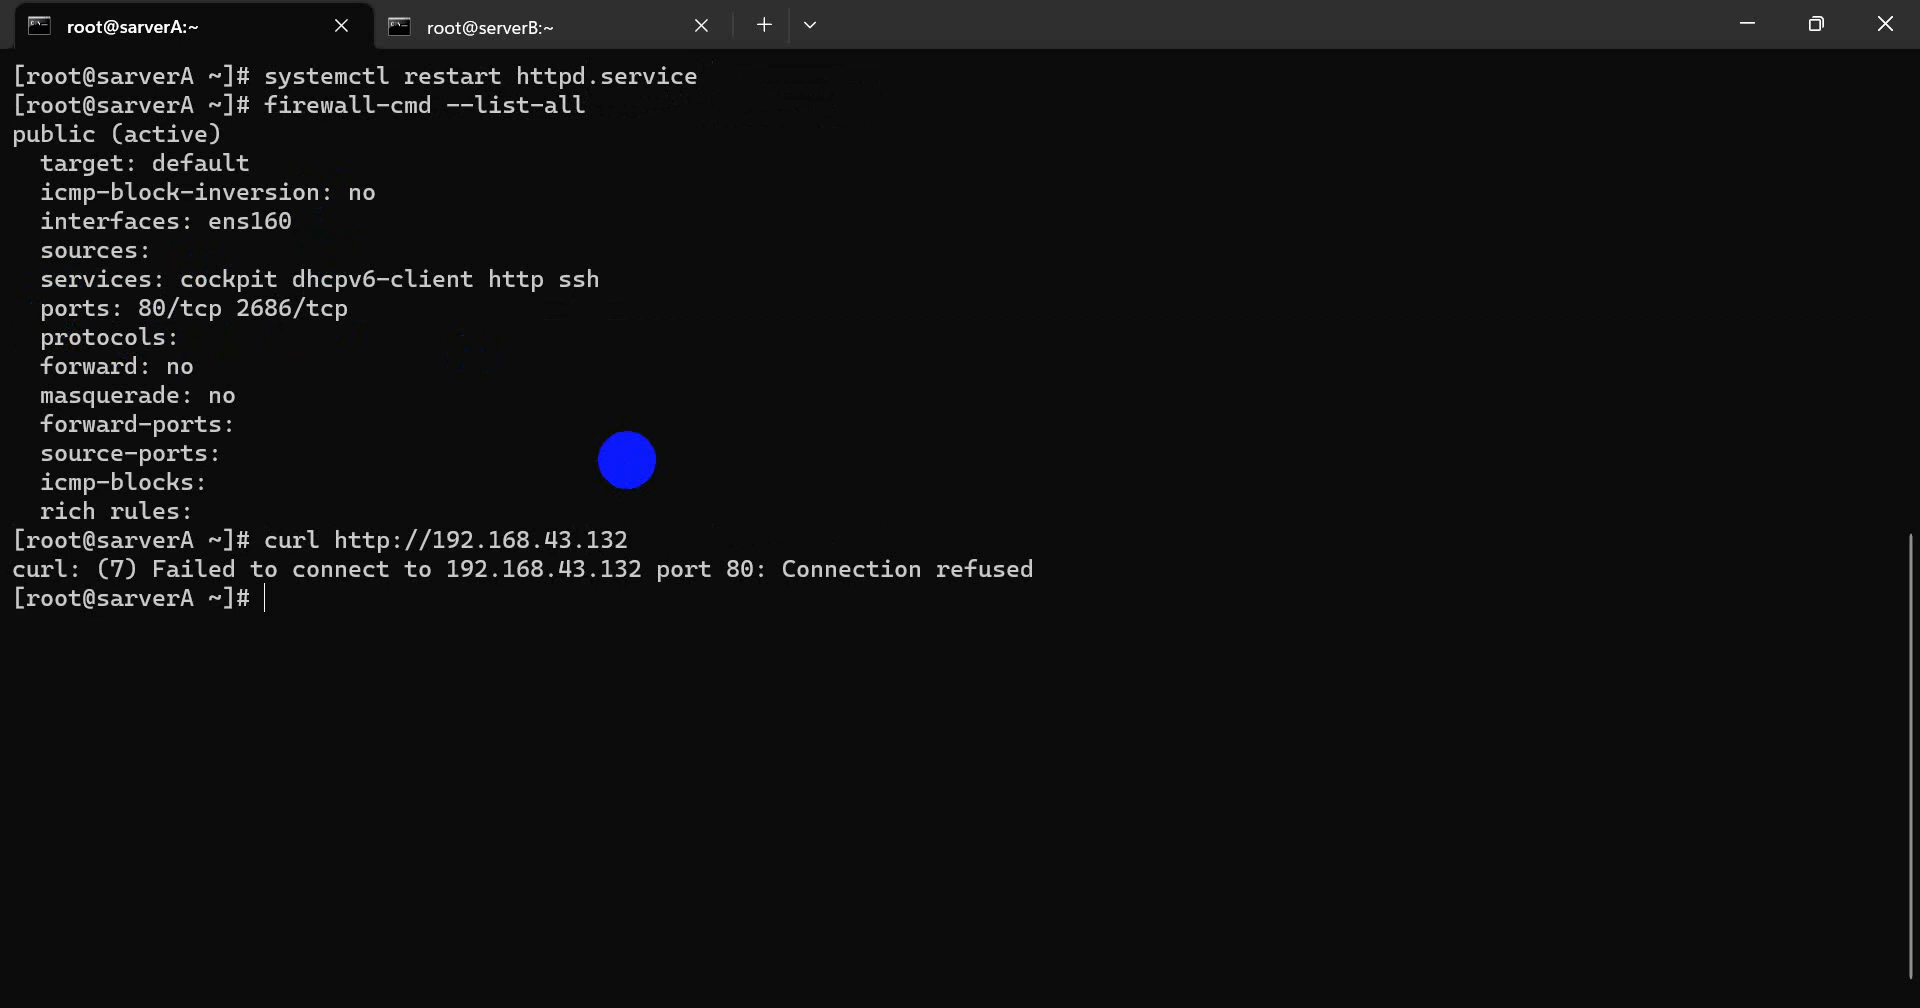 root@sarverA:~
root@serverB:~
[root@sarverA ~]# systemctl restart httpd.service
[root@sarverA ~]# firewall-cmd --list-all
public (active)
  target: default
  icmp-block-inversion: no
  interfaces: ens160
  sources:
  services: cockpit dhcpv6-client http ssh
  ports: 80/tcp 2686/tcp
  protocols:
  forward: no
  masquerade: no
  forward-ports:
  source-ports:
  icmp-blocks:
  rich rules:
[root@sarverA ~]# curl http://192.168.43.132
curl: (7) Failed to connect to 192.168.43.132 port 80: Connection refused
[root@sarverA ~]#